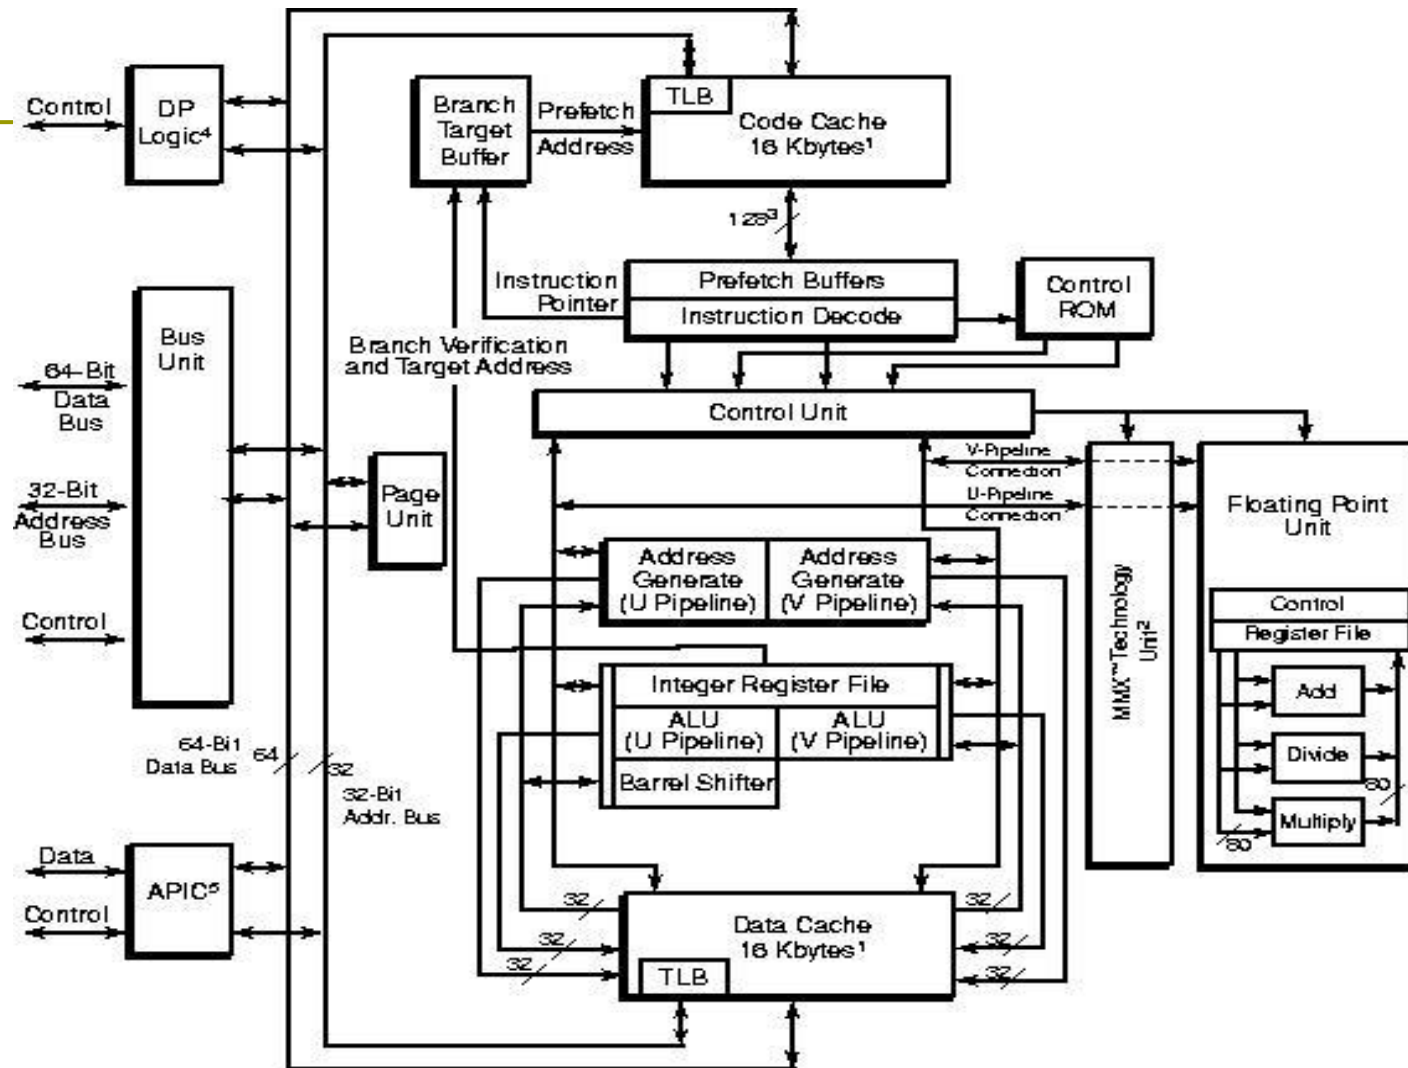 Control
DP
Logic⁴
Branch
Target
Buffer
Prefetch
Address
TLB
Code Cache
16 Kbytes¹
128³
Instruction
Pointer
Prefetch Buffers
Instruction Decode
Control
ROM
Branch Verification
and Target Address
Bus
Unit
64-Bit
Data
Bus
32-Bit
Address
Bus
Control
Page
Unit
Control Unit
V-Pipeline
Connection
U-Pipeline
Connection
Address
Generate
(U Pipeline)
Address
Generate
(V Pipeline)
MMX™ Technology
Unit²
Floating Point
Unit
Control
Register File
Add
Divide
Multiply
80
80
Integer Register File
ALU
(U Pipeline)
ALU
(V Pipeline)
Barrel Shifter
64-Bit
Data Bus
64
32
32-Bit
Addr. Bus
Data
Control
APIC⁵
32
32
32
Data Cache
16 Kbytes¹
TLB
32
32
32